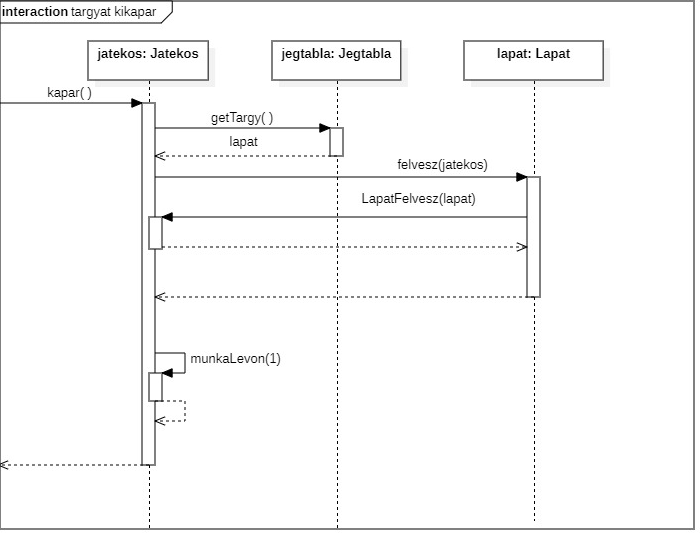 interaction targyat kikapar
jatekos: Jatekos
jegtabla: Jegtabla
lapat: Lapat
kapar( )
getTargy( )
lapat
felvesz(jatekos)
LapatFelvesz(lapat)
munkaLevon(1)